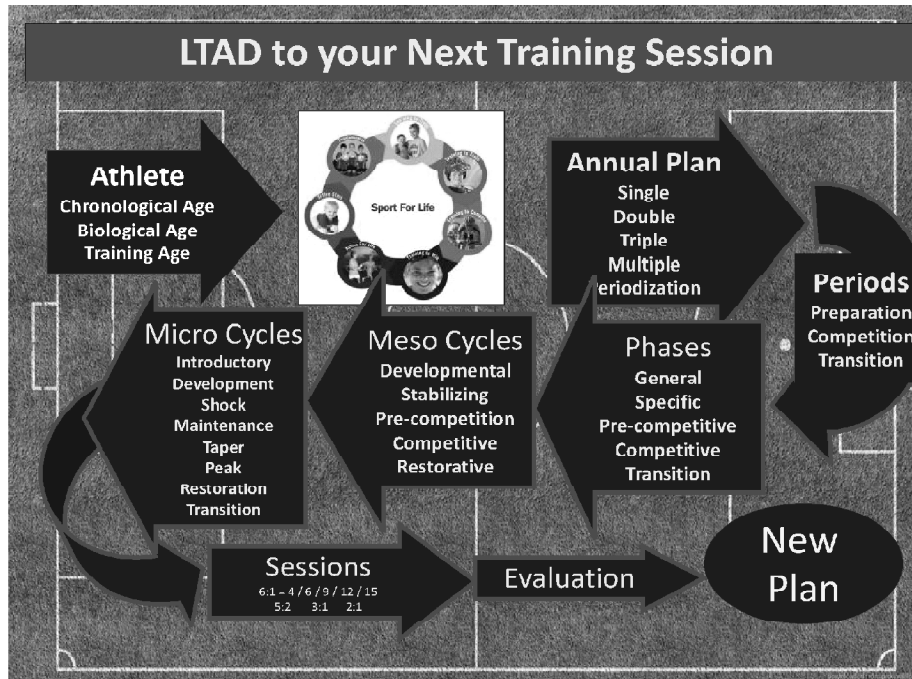 LTAD to your Next Training Session
Athlete
Chronological Age
Biological Age
Training Age
Sport For Life
Annual Plan
Single
Double
Triple
Multiple
Periodization
Periods
Preparation
Competition
Transition
Phases
General
Specific
Pre-competitive
Competitive
Transition
Meso Cycles
Developmental
Stabilizing
Pre-competition
Competitive
Restorative
Micro Cycles
Introductory
Development
Shock
Maintenance
Taper
Peak
Restoration
Transition
Sessions
6:1 – 4 / 6 / 9 / 12 / 15
5:2 3:1 2:1
Evaluation
New
Plan